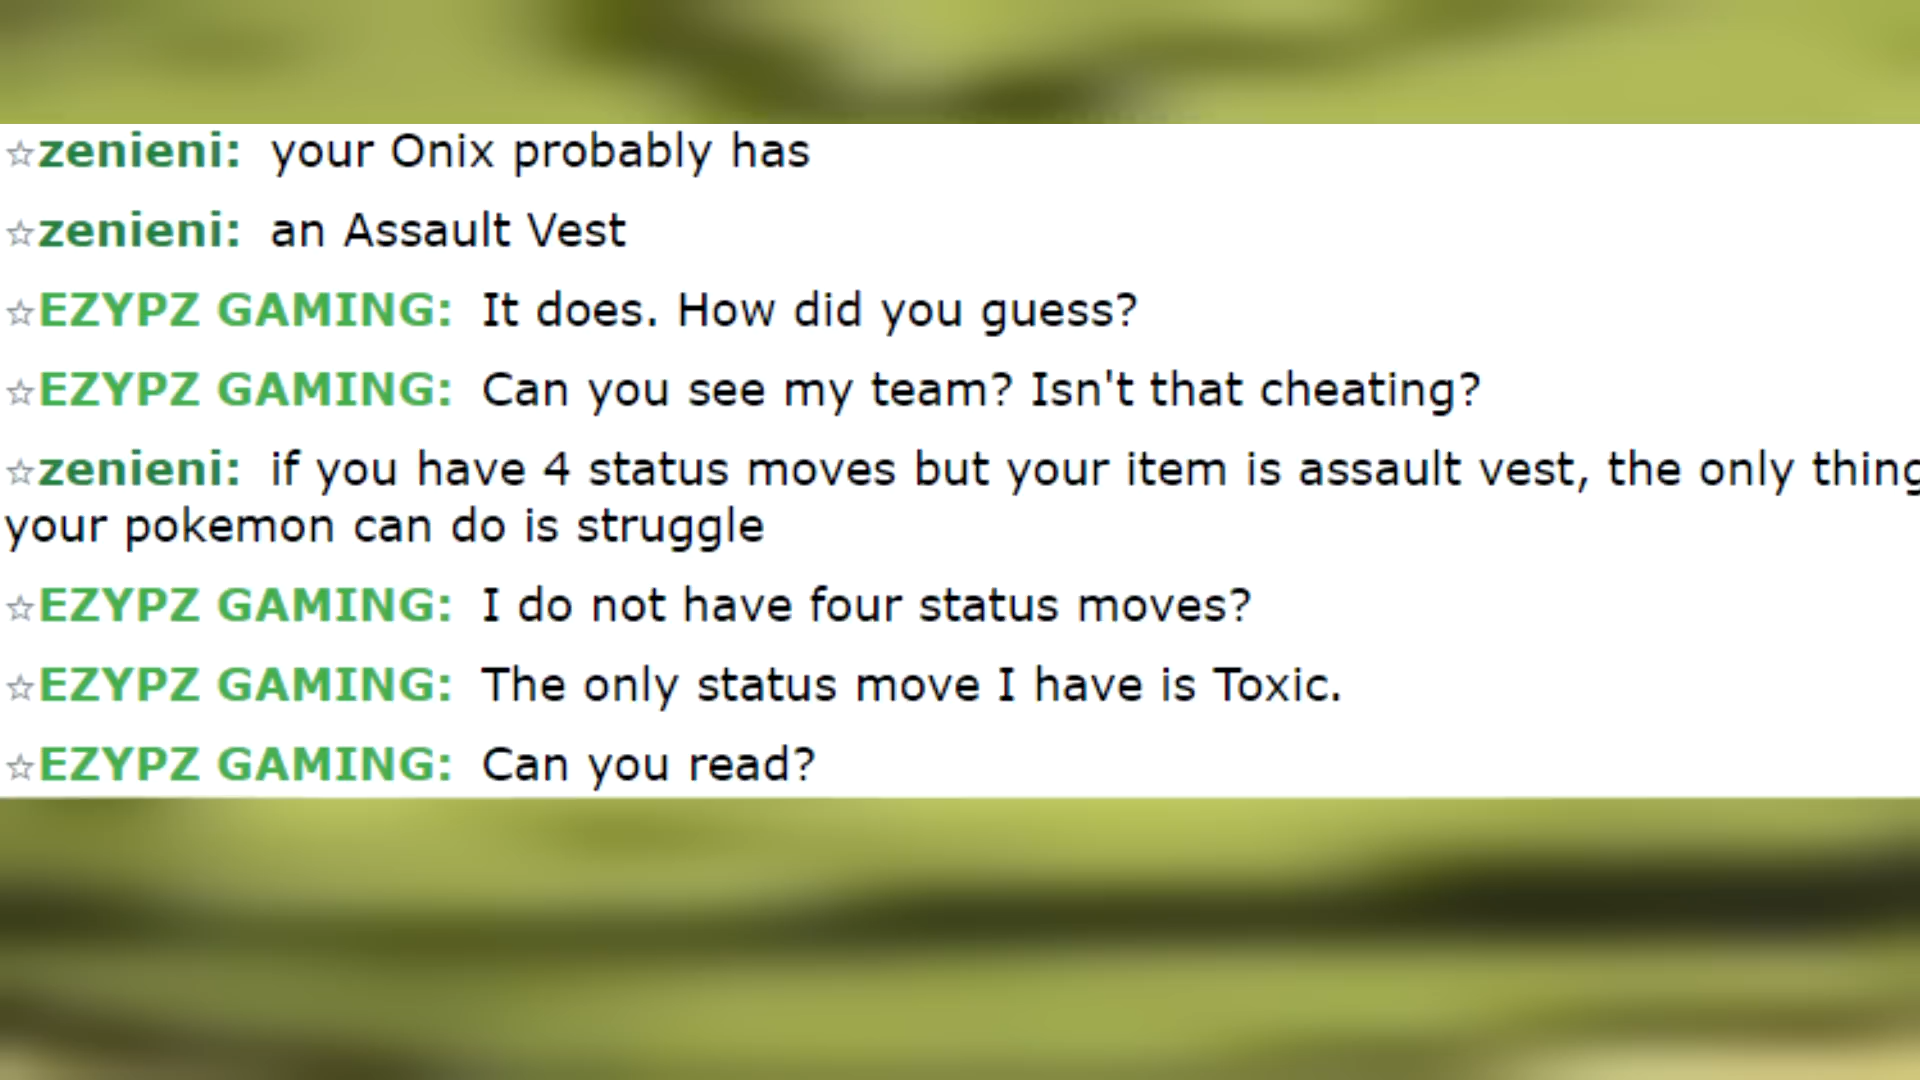 ☆zenieni: your Onix probably has
☆zenieni: an Assault Vest
☆EZYPZ GAMING: It does. How did you guess?
☆EZYPZ GAMING: Can you see my team? Isn't that cheating?
☆zenieni: if you have 4 status moves but your item is assault vest, the only thing
your pokemon can do is struggle
☆EZYPZ GAMING: I do not have four status moves?
☆EZYPZ GAMING: The only status move I have is Toxic.
☆EZYPZ GAMING: Can you read?